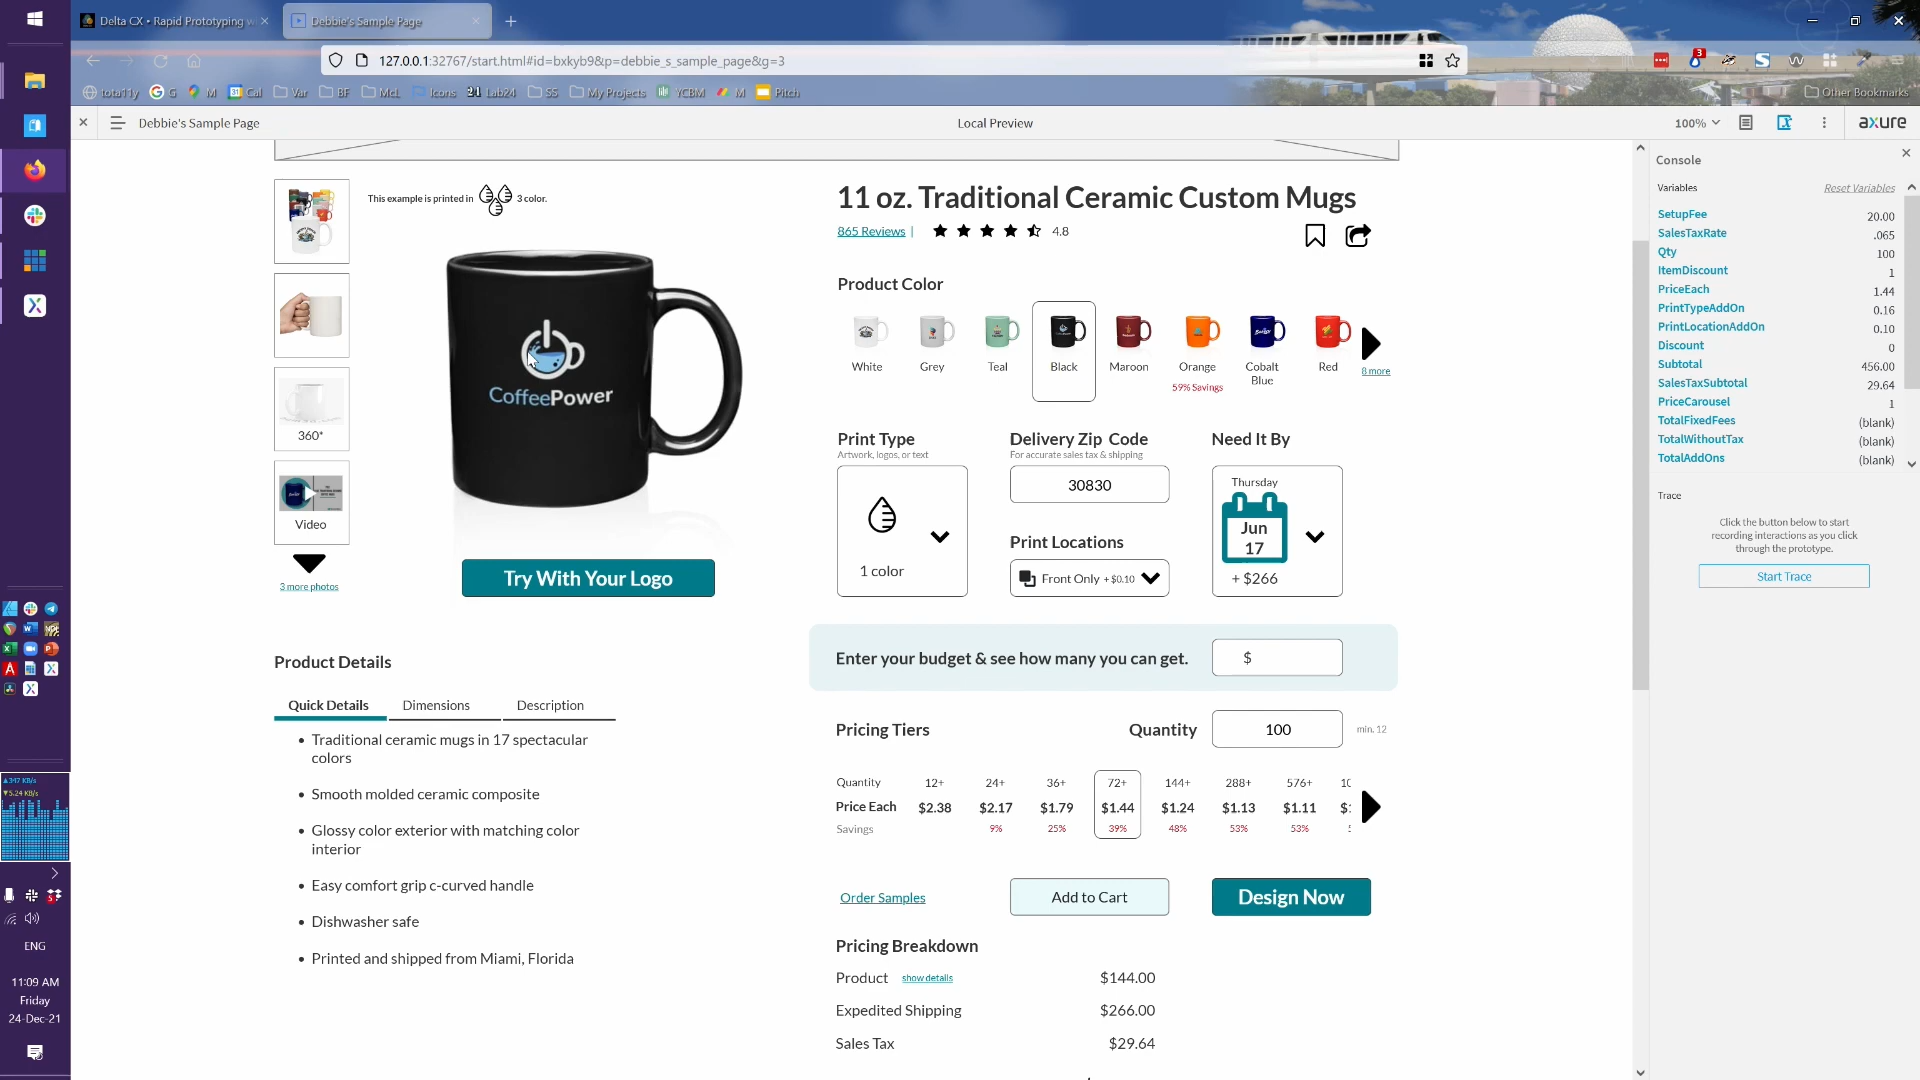 Delta CX • Rapid Prototyping w
Debbie's Sample Page
127.0.0.1:32767/start.html#id=bxkyb9&p=debbie_s_sample_page&g=3
3
tota11y
G
M
Cal
Var
BF
McL
Icons
Lab24
SS
My Projects
YCBM
M
Pitch
Other Bookmarks
Debbie's Sample Page
Local Preview
100%
axure
This example is printed in
3 color.
360°
Video
3 more photos
CoffeePower
Try With Your Logo
Product Details
Quick Details
Dimensions
Description
• Traditional ceramic mugs in 17 spectacular
colors
• Smooth molded ceramic composite
• Glossy color exterior with matching color
interior
• Easy comfort grip c-curved handle
• Dishwasher safe
• Printed and shipped from Miami, Florida
11 oz. Traditional Ceramic Custom Mugs
865 Reviews |
4.8
Product Color
White
Grey
Teal
Black
Maroon
Orange
Cobalt
Blue
Red
59% Savings
8 more
Print Type
Artwork, logos, or text
1 color
Delivery Zip Code
For accurate sales tax & shipping
30830
Print Locations
Front Only + $0.10
Need It By
Thursday
Jun
17
+ $266
Enter your budget & see how many you can get.
$
Pricing Tiers
Quantity
100
min. 12
Quantity 12+ 24+ 36+ 72+ 144+ 288+ 576+ 10
Price Each $2.38 $2.17 $1.79 $1.44 $1.24 $1.13 $1.11 $
Savings 9% 25% 39% 48% 53% 53%
Order Samples
Add to Cart
Design Now
Pricing Breakdown
Product show details $144.00
Expedited Shipping $266.00
Sales Tax $29.64
Console
Variables
Reset Variables
SetupFee 20.00
SalesTaxRate .065
Qty 100
ItemDiscount 1
PriceEach 1.44
PrintTypeAddOn 0.16
PrintLocationAddOn 0.10
Discount 0
Subtotal 456.00
SalesTaxSubtotal 29.64
PriceCarousel 1
TotalFixedFees (blank)
TotalWithoutTax (blank)
TotalAddOns (blank)
Trace
Click the button below to start
recording interactions as you click
through the prototype.
Start Trace
ENG
11:09 AM
Friday
24-Dec-21